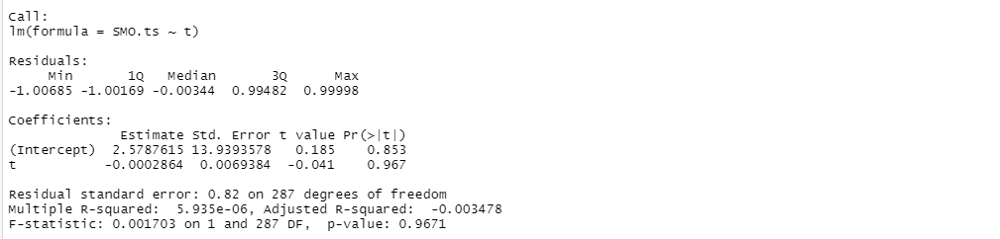 Call:
lm(formula = SMO.ts ~ t)
Residuals:
Min 1Q Median 3Q Max
-1.00685 -1.00169 -0.00344 0.99482 0.99998
Coefficients:
Estimate Std. Error t value Pr(>|t|)
(Intercept) 2.5787615 13.9393578 0.185 0.853
t -0.0002864 0.0069384 -0.041 0.967
Residual standard error: 0.82 on 287 degrees of freedom
Multiple R-squared: 5.935e-06, Adjusted R-squared: -0.003478
F-statistic: 0.001703 on 1 and 287 DF, p-value: 0.9671